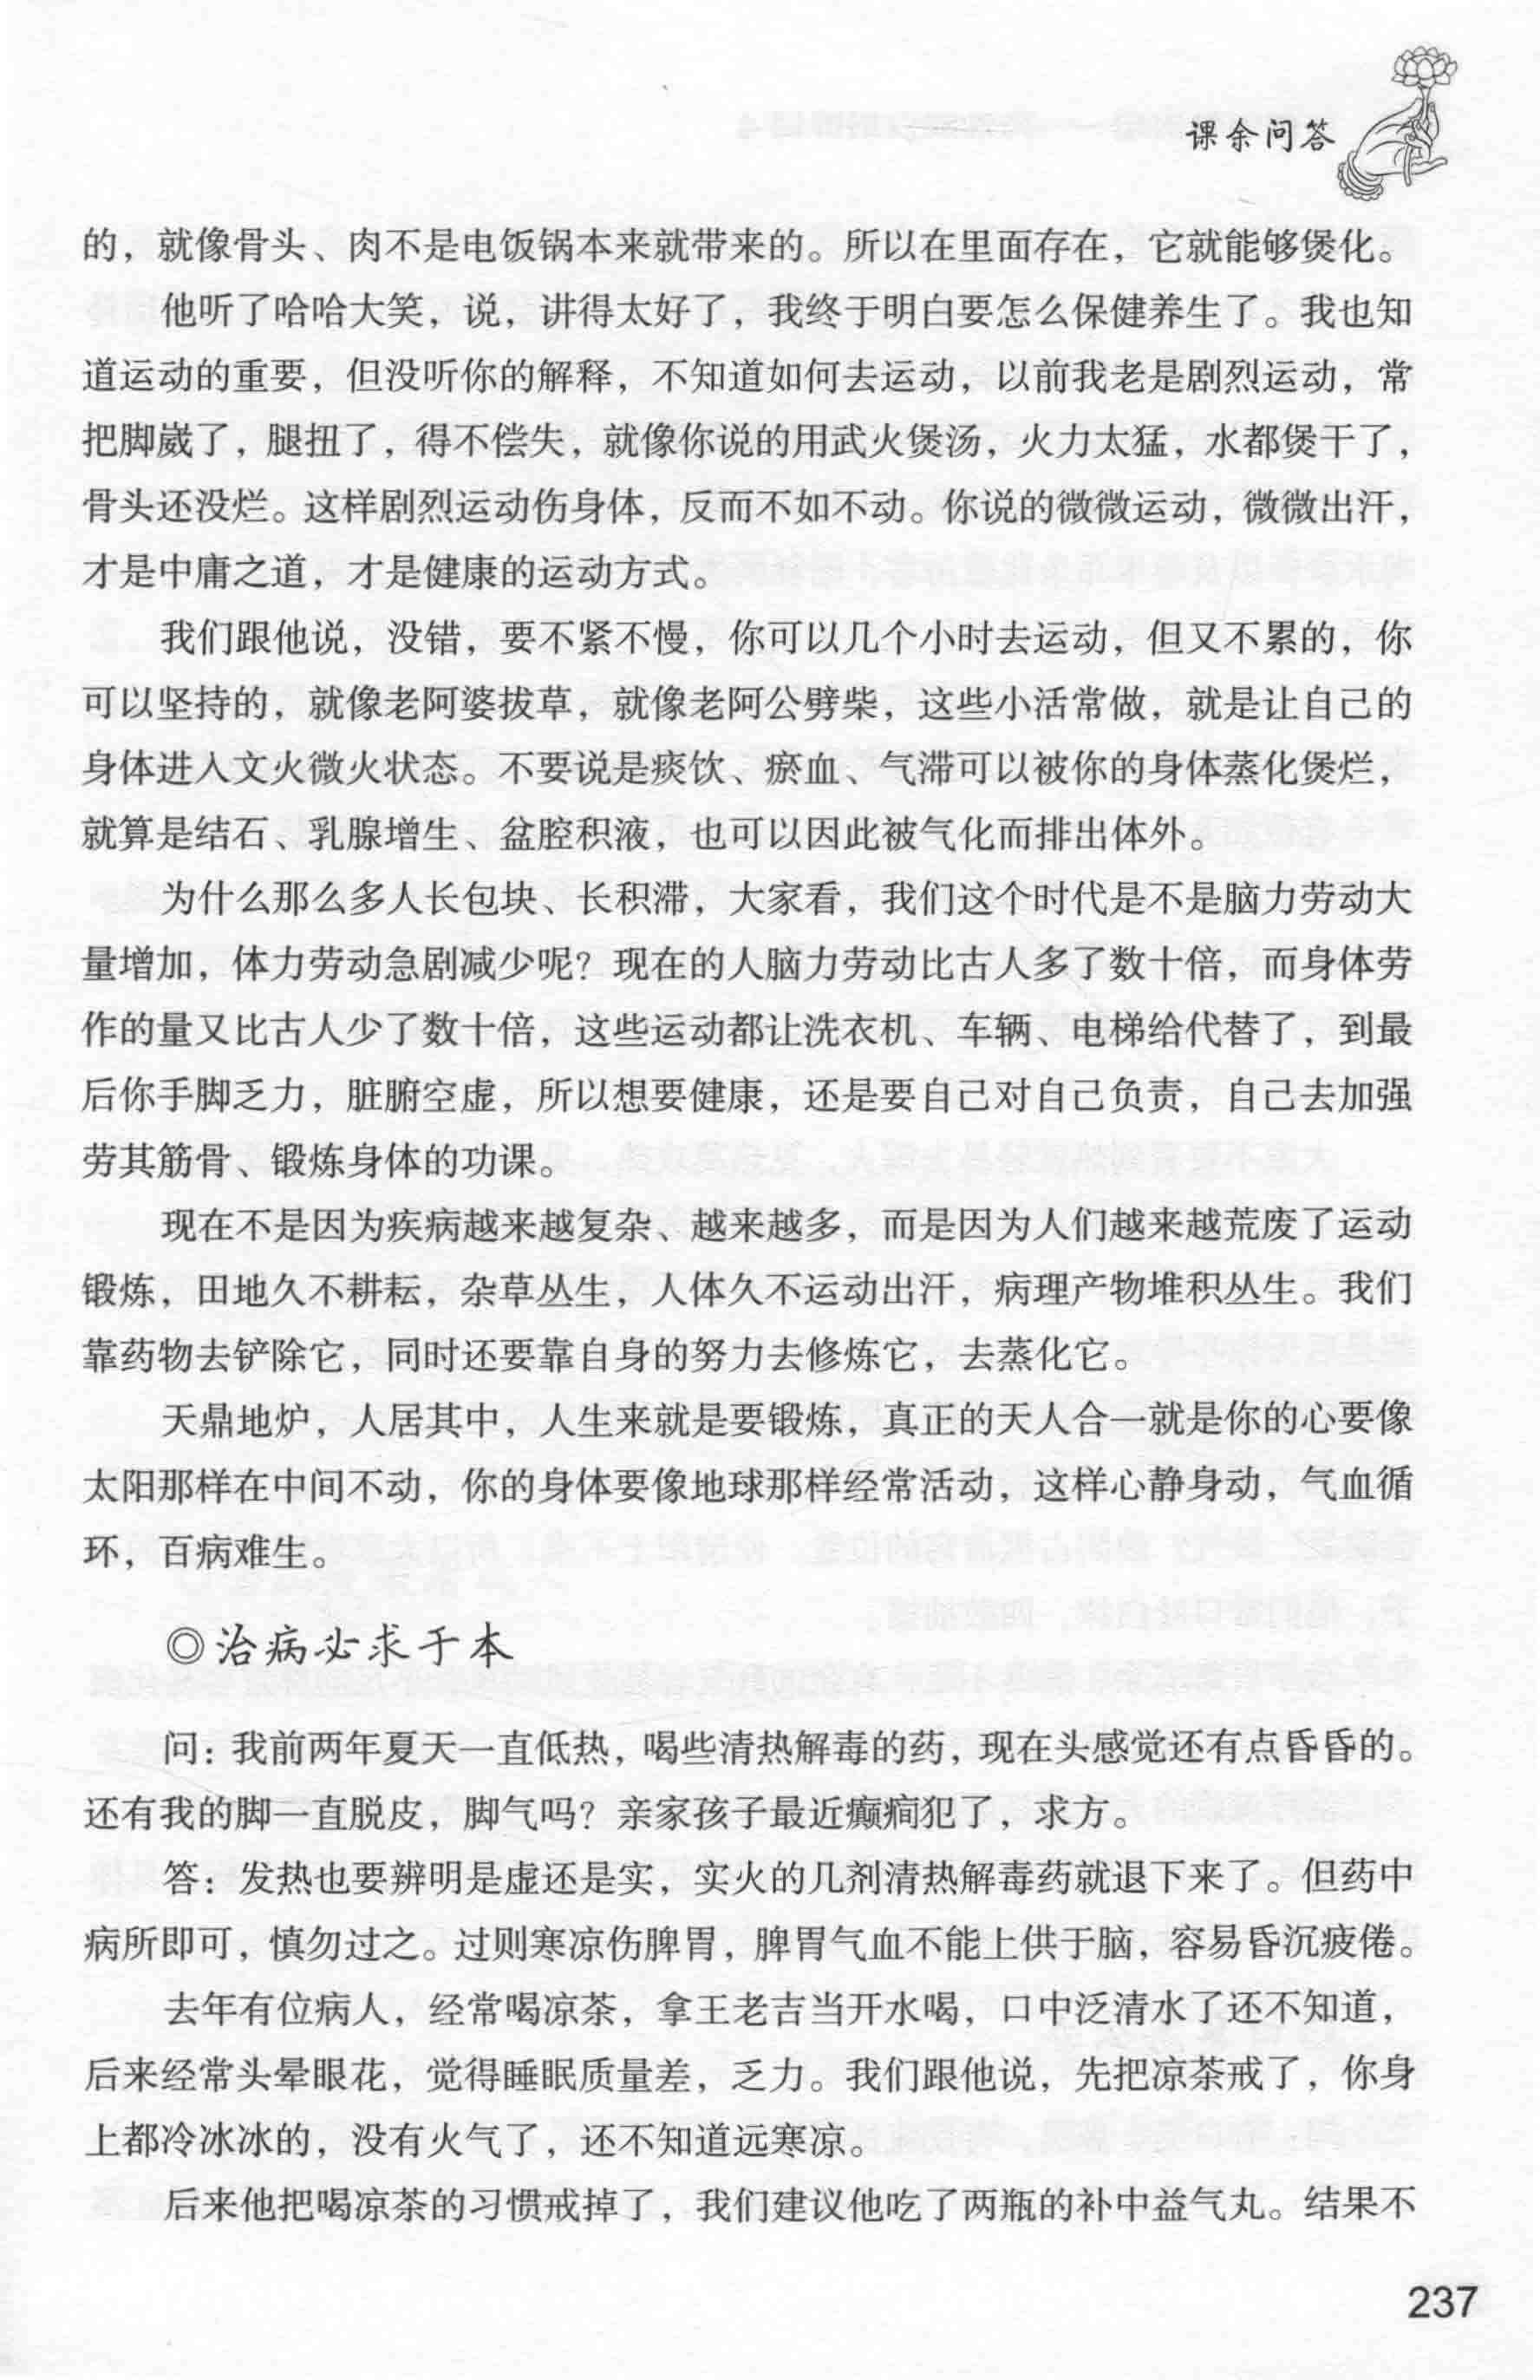 课余问答
的，就像骨头、肉不是电饭锅本来就带来的。所以在里面存在，它就能够煲化。
他听了哈哈大笑，说，讲得太好了，我终于明白要怎么保健养生了。我也知
道运动的重要，但没听你的解释，不知道如何去运动，以前我老是剧烈运动，常
把脚崴了，腿扭了，得不偿失，就像你说的用武火煲汤，火力太猛，水都煲干了，
骨头还没烂。这样剧烈运动伤身体，反而不如不动。你说的微微运动，微微出汗，
才是中庸之道，才是健康的运动方式。
我们跟他说，没错，要不紧不慢，你可以几个小时去运动，但又不累的，你
可以坚持的，就像老阿婆拔草，就像老阿公劈柴，这些小活常做，就是让自己的
身体进入文火微火状态。不要说是痰饮、瘀血、气滞可以被你的身体蒸化煲烂，
就算是结石、乳腺增生、盆腔积液，也可以因此被气化而排出体外。
为什么那么多人长包块、长积滞，大家看，我们这个时代是不是脑力劳动大
量增加，体力劳动急剧减少呢？现在的人脑力劳动比古人多了数十倍，而身体劳
作的量又比古人少了数十倍，这些运动都让洗衣机、车辆、电梯给代替了，到最
后你手脚乏力，脏腑空虚，所以想要健康，还是要自己对自己负责，自己去加强
劳其筋骨、锻炼身体的功课。
现在不是因为疾病越来越复杂、越来越多，而是因为人们越来越荒废了运动
锻炼，田地久不耕耘，杂草丛生，人体久不运动出汗，病理产物堆积丛生。我们
靠药物去铲除它，同时还要靠自身的努力去修炼它，去蒸化它。
天鼎地炉，人居其中，人生来就是要锻炼，真正的天人合一就是你的心要像
太阳那样在中间不动，你的身体要像地球那样经常活动，这样心静身动，气血循
环，百病难生。
◎治病必求于本
问：我前两年夏天一直低热，喝些清热解毒的药，现在头感觉还有点昏昏的。
还有我的脚一直脱皮，脚气吗？亲家孩子最近癫痫犯了，求方。
答：发热也要辨明是虚还是实，实火的几剂清热解毒药就退下来了。但药中
病所即可，慎勿过之。过则寒凉伤脾胃，脾胃气血不能上供于脑，容易昏沉疲倦。
去年有位病人，经常喝凉茶，拿王老吉当开水喝，口中泛清水了还不知道，
后来经常头晕眼花，觉得睡眠质量差，乏力。我们跟他说，先把凉茶戒了，你身
上都冷冰冰的，没有火气了，还不知道远寒凉。
后来他把喝凉茶的习惯戒掉了，我们建议他吃了两瓶的补中益气丸。结果不
237